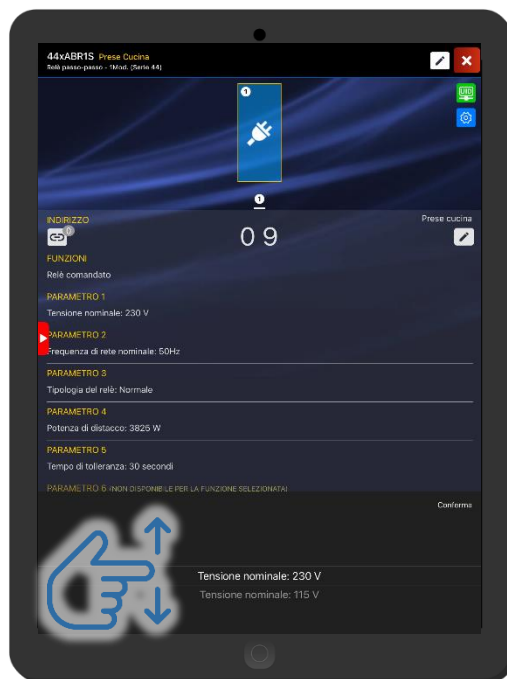 44xABR1S Prese Cucina
Relè passo-passo - 1Mod. (Serie 44)
1
UID
1
INDIRIZZO
Prese cucina
0
0 9
FUNZIONI
Relè comandato
PARAMETRO 1
Tensione nominale: 230 V
PARAMETRO 2
Frequenza di rete nominale: 50Hz
PARAMETRO 3
Tipologia del relè: Normale
PARAMETRO 4
Potenza di distacco: 3825 W
PARAMETRO 5
Tempo di tolleranza: 30 secondi
PARAMETRO 6 (NON DISPONIBILE PER LA FUNZIONE SELEZIONATA)
Conferma
Tensione nominale: 230 V
Tensione nominale: 115 V